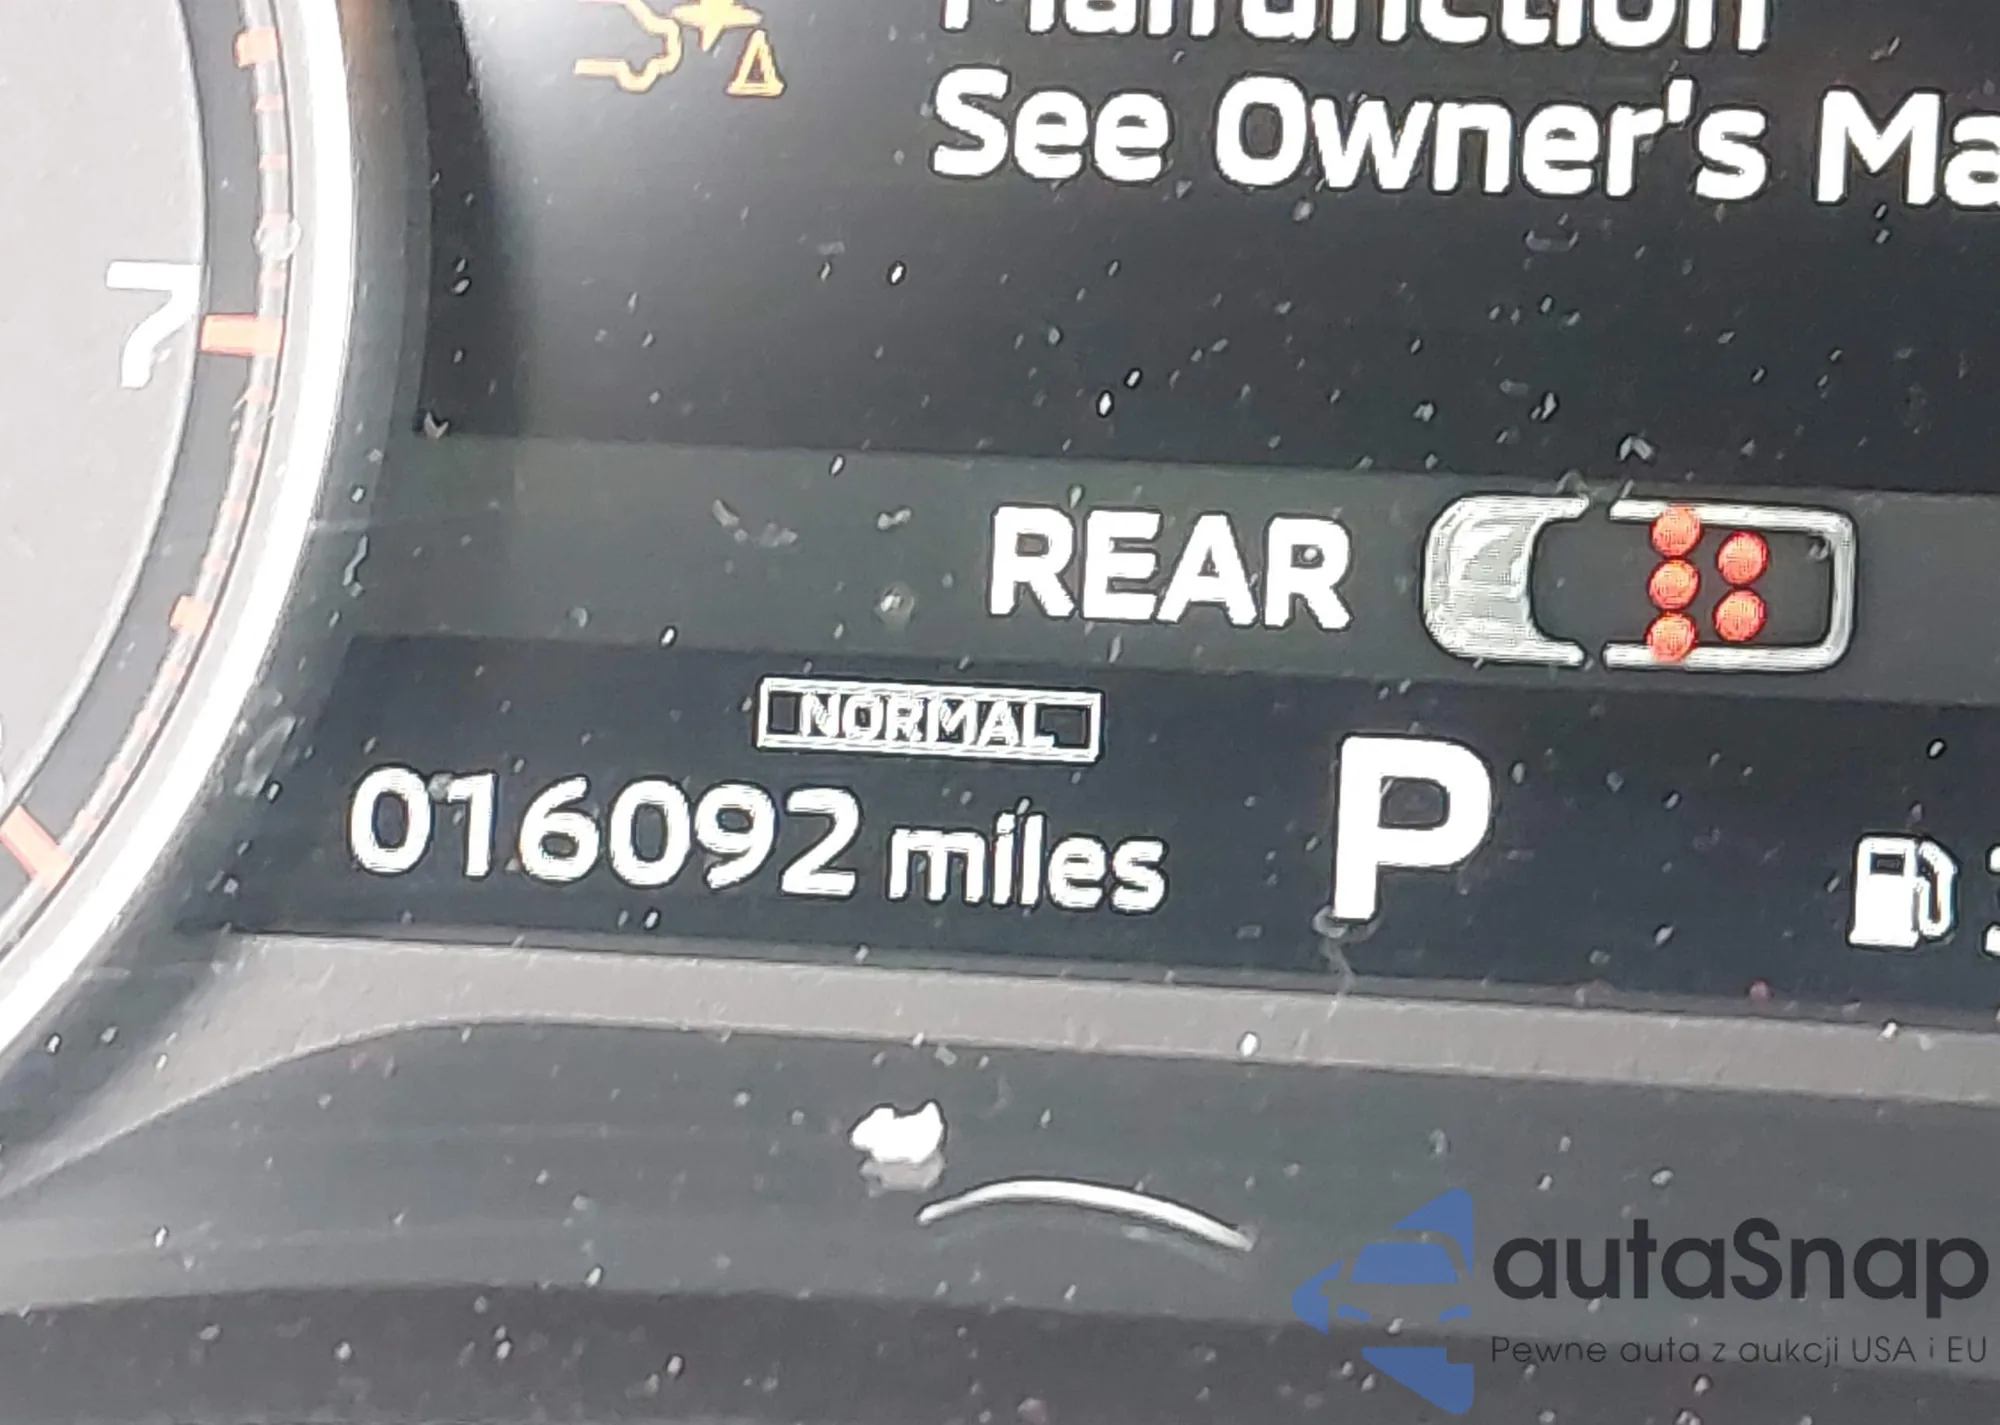 Malfunction
See Owner's Ma
7
REAR
NORMAL
016092 miles
P
autaSnap
Pewne auta z aukcji USA i EU